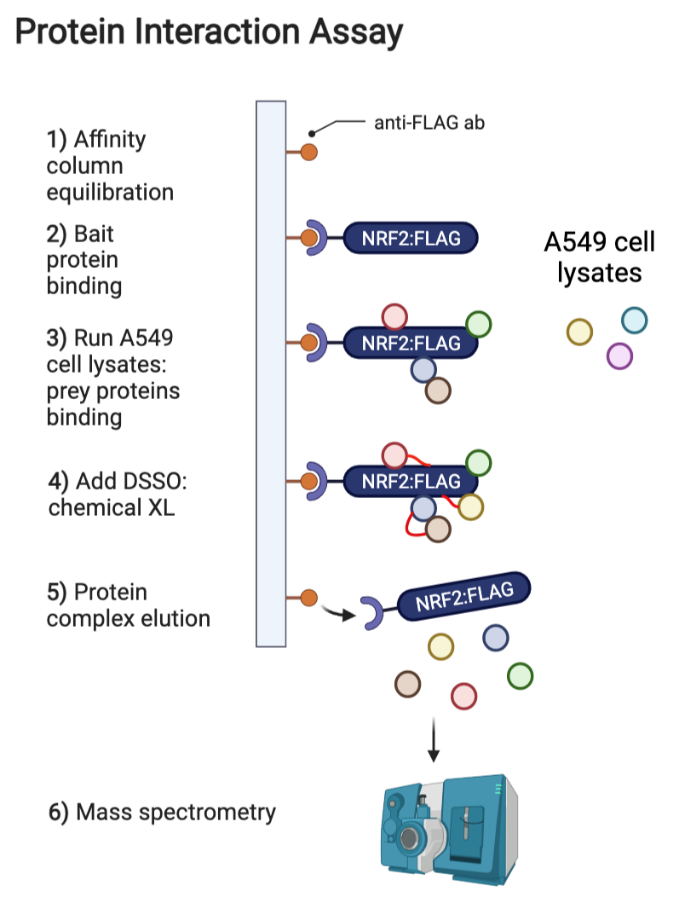 Protein Interaction Assay
anti-FLAG ab
1) Affinity
column
equilibration
2) Bait
protein
binding
NRF2:FLAG
A549 cell
lysates
3) Run A549
cell lysates:
prey proteins
binding
NRF2:FLAG
4) Add DSSO:
chemical XL
NRF2:FLAG
5) Protein
complex elution
NRF2:FLAG
6) Mass spectrometry